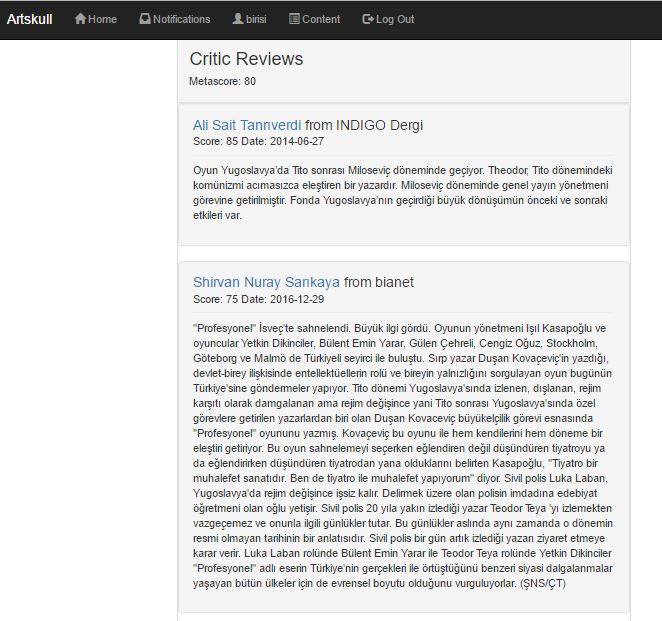 Artskull Home Notifications birisi Content Log Out
Critic Reviews
Metascore: 80
Ali Sait Tanrıverdi from INDIGO Dergi
Score: 85 Date: 2014-06-27
Oyun Yugoslavya'da Tito sonrası Miloseviç döneminde geçiyor. Theodor, Tito dönemindeki
komünizmi acımasızca eleştiren bir yazardır. Miloseviç döneminde genel yayın yönetmeni
görevine getirilmiştir. Fonda Yugoslavya'nın geçirdiği büyük dönüşümün önceki ve sonraki
etkileri var.
Shirvan Nuray Sarıkaya from bianet
Score: 75 Date: 2016-12-29
"Profesyonel" İsveç'te sahnelendi. Büyük ilgi gördü. Oyunun yönetmeni Işıl Kasapoğlu ve
oyuncular Yetkin Dikinciler, Bülent Emin Yarar, Gülen Çehreli, Cengiz Oğuz, Stockholm,
Göteborg ve Malmö de Türkiyeli seyirci ile buluştu. Sırp yazar Duşan Kovaçeviç'in yazdığı,
devlet-birey ilişkisinde entellektüellerin rolü ve bireyin yalnızlığını sorgulayan oyun bugünün
Türkiye'sine göndermeler yapıyor. Tito dönemi Yugoslavya'sında izlenen, dışlanan, rejim
karşıtı olarak damgalanan ama rejim değişince yani Tito sonrası Yugoslavya'sında özel
görevlere getirilen yazarlardan biri olan Duşan Kovaceviç büyükelçilik görevi esnasında
"Profesyonel" oyununu yazmış. Kovaçeviç bu oyunu ile hem kendilerini hem döneme bir
eleştiri getiriyor. Bu oyun sahnelemeyi seçerken eğlendiren değil düşündüren tiyatroyu ya
da eğlendirirken düşündüren tiyatrodan yana olduklarını belirten Kasapoğlu, "Tiyatro bir
muhalefet sanatıdır. Ben de tiyatro ile muhalefet yapıyorum" diyor. Sivil polis Luka Laban,
Yugoslavya'da rejim değişince işsiz kalır. Delirmek üzere olan polisin imdadına edebiyat
öğretmeni olan oğlu yetişir. Sivil polis 20 yıla yakın izlediği yazar Teodor Teya 'yı izlemekten
vazgeçemez ve onunla ilgili günlükler tutar. Bu günlükler aslında aynı zamanda o dönemin
resmi olmayan tarihinin bir anlatısıdır. Sivil polis bir gün artık izlediği yazarı ziyaret etmeye
karar verir. Luka Laban rolünde Bülent Emin Yarar ile Teodor Teya rolünde Yetkin Dikinciler
"Profesyonel" adlı eserin Türkiye'nin gerçekleri ile örtüştüğünü benzeri siyasi dalgalanmalar
yaşayan bütün ülkeler için de evrensel boyutu olduğunu vurguluyorlar. (ŞNS/ÇT)